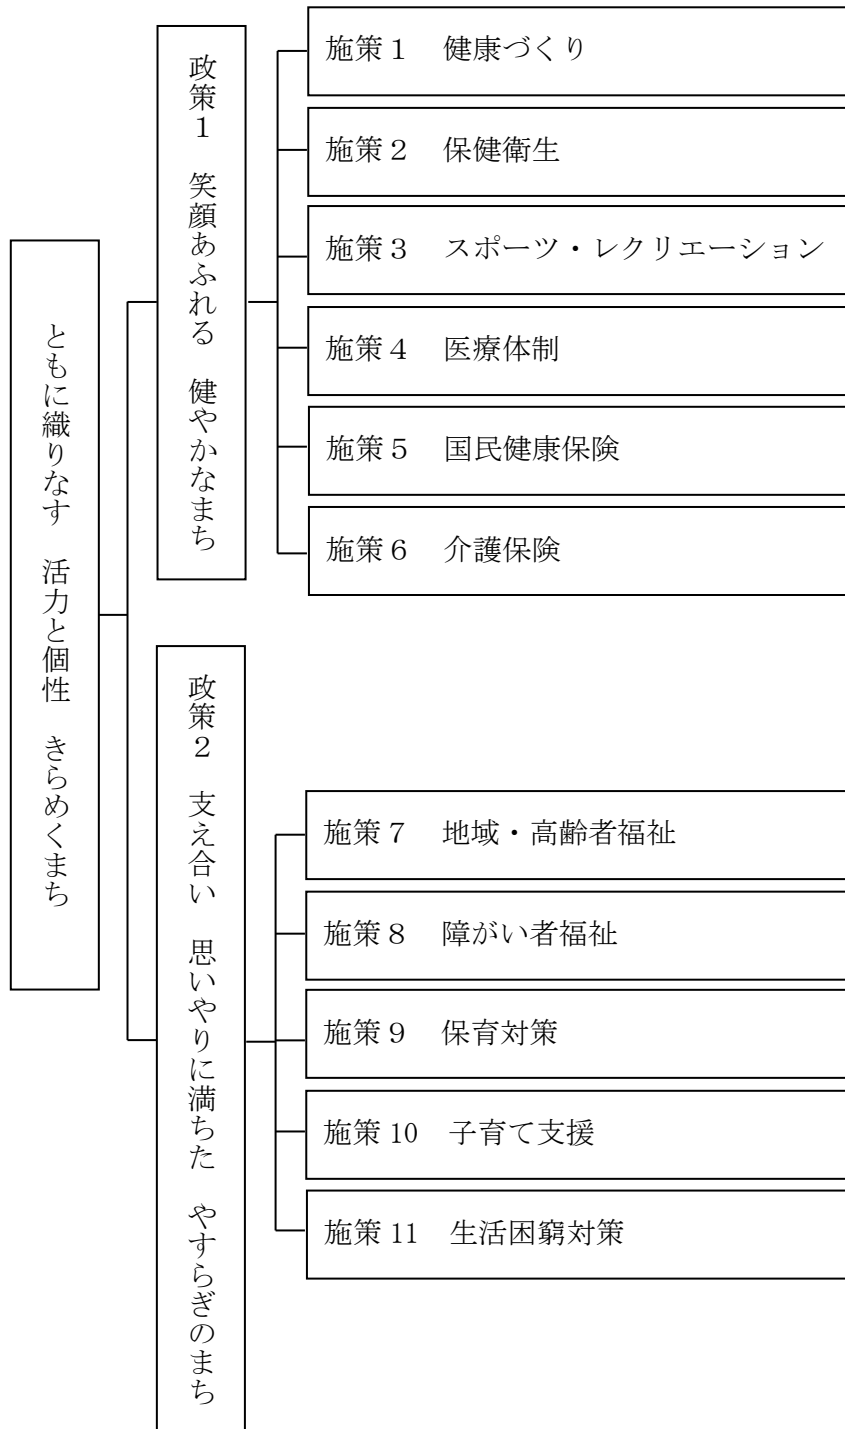 ともに織りなす　活力と個性　きらめくまち
政策１　笑顔あふれる　健やかなまち
施策１　健康づくり
施策２　保健衛生
施策３　スポーツ・レクリエーション
施策４　医療体制
施策５　国民健康保険
施策６　介護保険
政策２　支え合い　思いやりに満ちた　やすらぎのまち
施策７　地域・高齢者福祉
施策８　障がい者福祉
施策９　保育対策
施策 10　子育て支援
施策 11　生活困窮対策